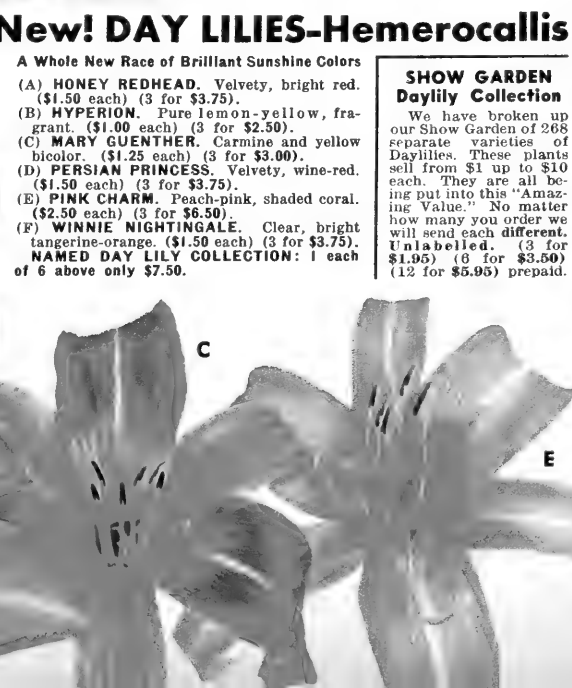 New! DAY LILIES-Hemerocallis
A Whole New Race of Brilliant Sunshine Colors
(A) HONEY REDHEAD. Velvety, bright red.
($1.50 each) (3 for $3.75).
(B) HYPERION. Pure lemon-yellow, fra-
grant. ($1.00 each) (3 for $2.50).
(C) MARY GUENTHER. Carmine and yellow
bicolor. ($1.25 each) (3 for $3.00).
(D) PERSIAN PRINCESS. Velvety, wine-red.
($1.50 each) (3 for $3.75).
(E) PINK CHARM. Peach-pink, shaded coral.
($2.50 each) (3 for $6.50).
(F) WINNIE NIGHTINGALE. Clear, bright
tangerine-orange. ($1.50 each) (3 for $3.75).
NAMED DAY LILY COLLECTION: 1 each
of 6 above only $7.50.
SHOW GARDEN
Daylily Collection
We have broken up
our Show Garden of 268
separate varieties of
Daylilies. These plants
sell from $1 up to $10
each. They are all be-
ing put into this "Amaz-
ing Value." No matter
how many you order we
will send each different.
Unlabelled. (3 for
$1.95) (6 for $3.50)
(12 for $5.95) prepaid.
C
E